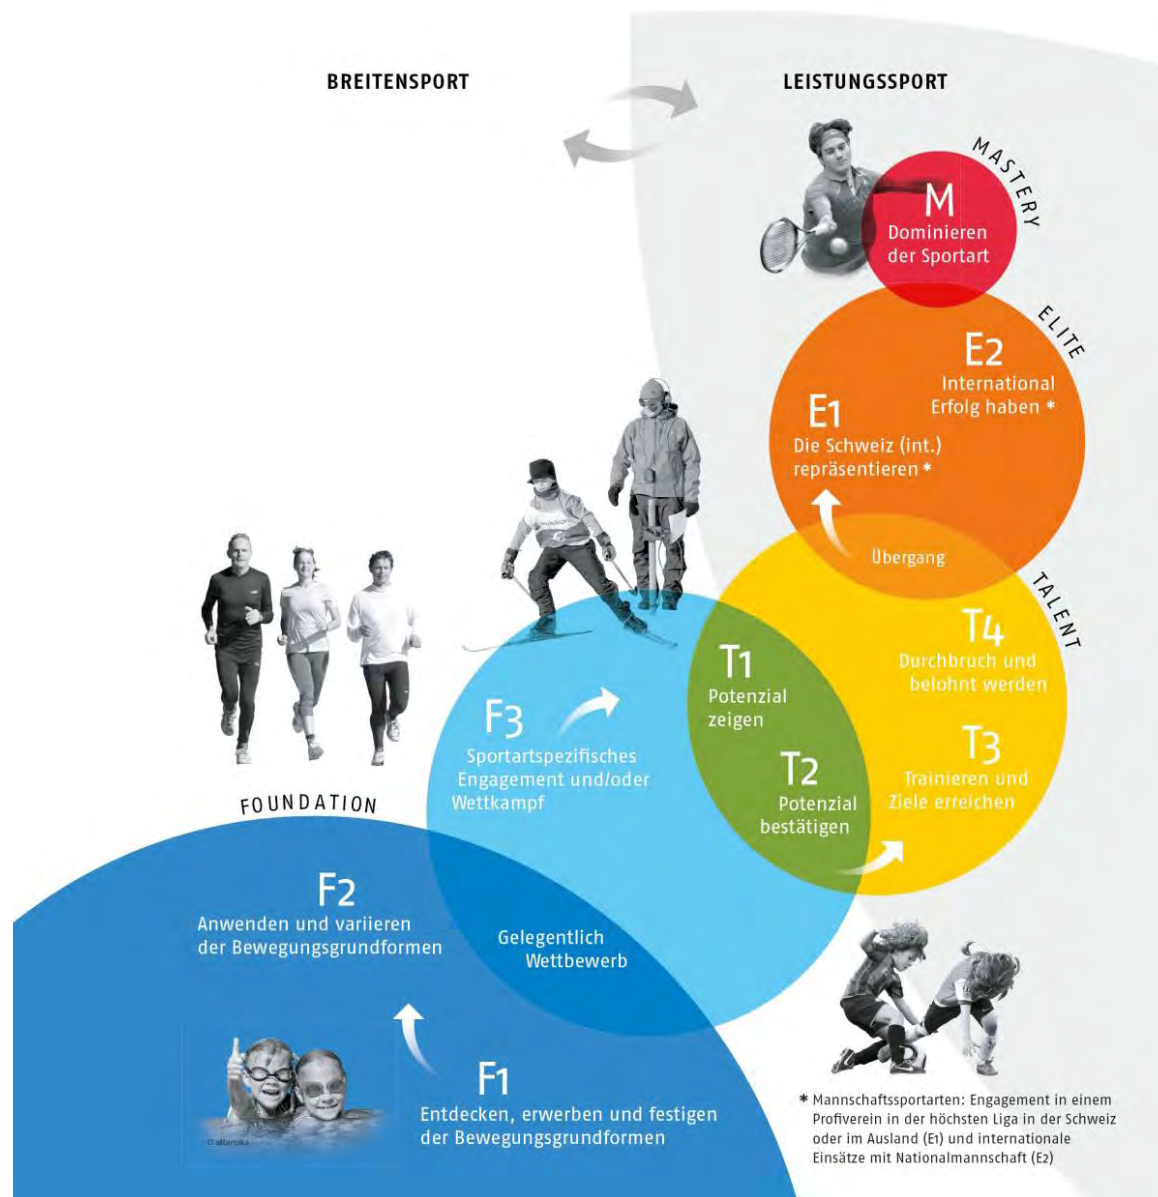 BREITENSPORT
LEISTUNGSSPORT
MASTERY
M
Dominieren
der Sportart
ELITE
E2
International
Erfolg haben *
E1
Die Schweiz (int.)
repräsentieren *
Übergang
TALENT
T4
Durchbruch und
belohnt werden
T1
Potenzial
zeigen
F3
Sportartspezifisches
Engagement und/oder
Wettkampf
T3
Trainieren und
Ziele erreichen
T2
Potenzial
bestätigen
FOUNDATION
F2
Anwenden und variieren
der Bewegungsgrundformen
Gelegentlich
Wettbewerb
F1
Entdecken, erwerben und festigen
der Bewegungsgrundformen
* Mannschaftssportarten: Engagement in einem
Profiverein in der höchsten Liga in der Schweiz
oder im Ausland (E1) und internationale
Einsätze mit Nationalmannschaft (E2)